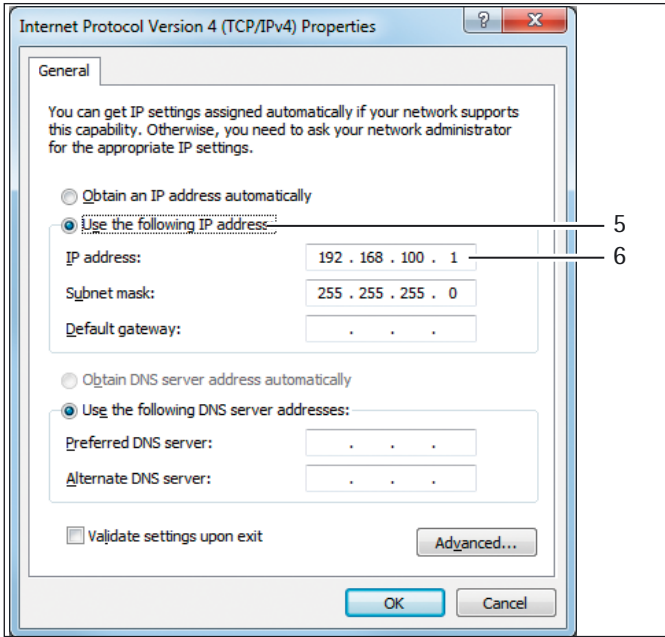 Internet Protocol Version 4 (TCP/IPv4) Properties
?
X
General
You can get IP settings assigned automatically if your network supports
this capability. Otherwise, you need to ask your network administrator
for the appropriate IP settings.
Obtain an IP address automatically
Use the following IP address
5
IP address: 192 . 168 . 100 . 1
6
Subnet mask: 255 . 255 . 255 . 0
Default gateway: . . .
Obtain DNS server address automatically
Use the following DNS server addresses:
Preferred DNS server: . . .
Alternate DNS server: . . .
Validate settings upon exit
Advanced...
OK Cancel